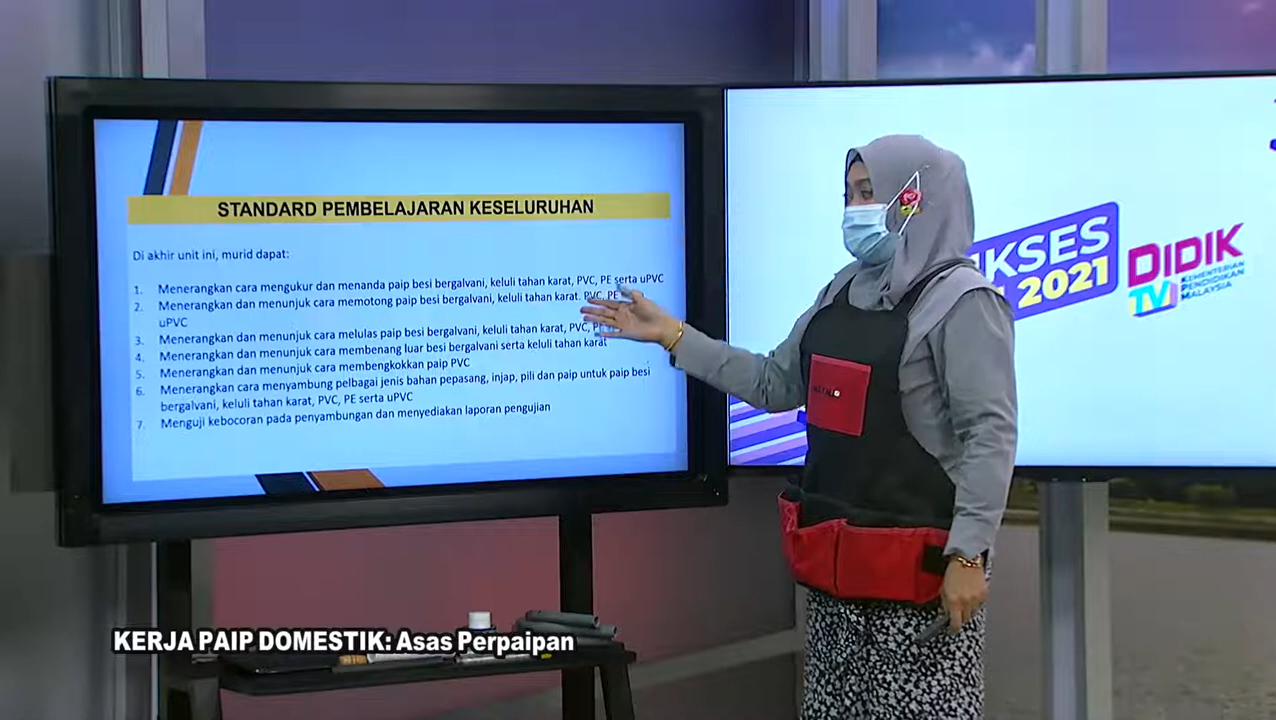 STANDARD PEMBELAJARAN KESELURUHAN
Di akhir unit ini, murid dapat:
1. Menerangkan cara mengukur dan menanda paip besi bergalvani, keluli tahan karat, PVC, PE serta uPVC
2. Menerangkan dan menunjuk cara memotong paip besi bergalvani, keluli tahan karat. PVC, PE
uPVC
3. Menerangkan dan menunjuk cara melulas paip besi bergalvani, keluli tahan karat, PVC,
4. Menerangkan dan menunjuk cara membenang luar besi bergalvani serta keluli tahan karat
5. Menerangkan dan menunjuk cara membengkokkan paip PVC
6. Menerangkan cara menyambung pelbagai jenis bahan pepasang, injap, pili dan paip untuk paip besi
bergalvani, keluli tahan karat, PVC, PE serta uPVC
7. Menguji kebocoran pada penyambungan dan menyediakan laporan pengujian
KSES
2021
DIDIK
TV
KEMENTERIAN
PENDIDIKAN
MALAYSIA
KERJA PAIP DOMESTIK: Asas Perpaipan